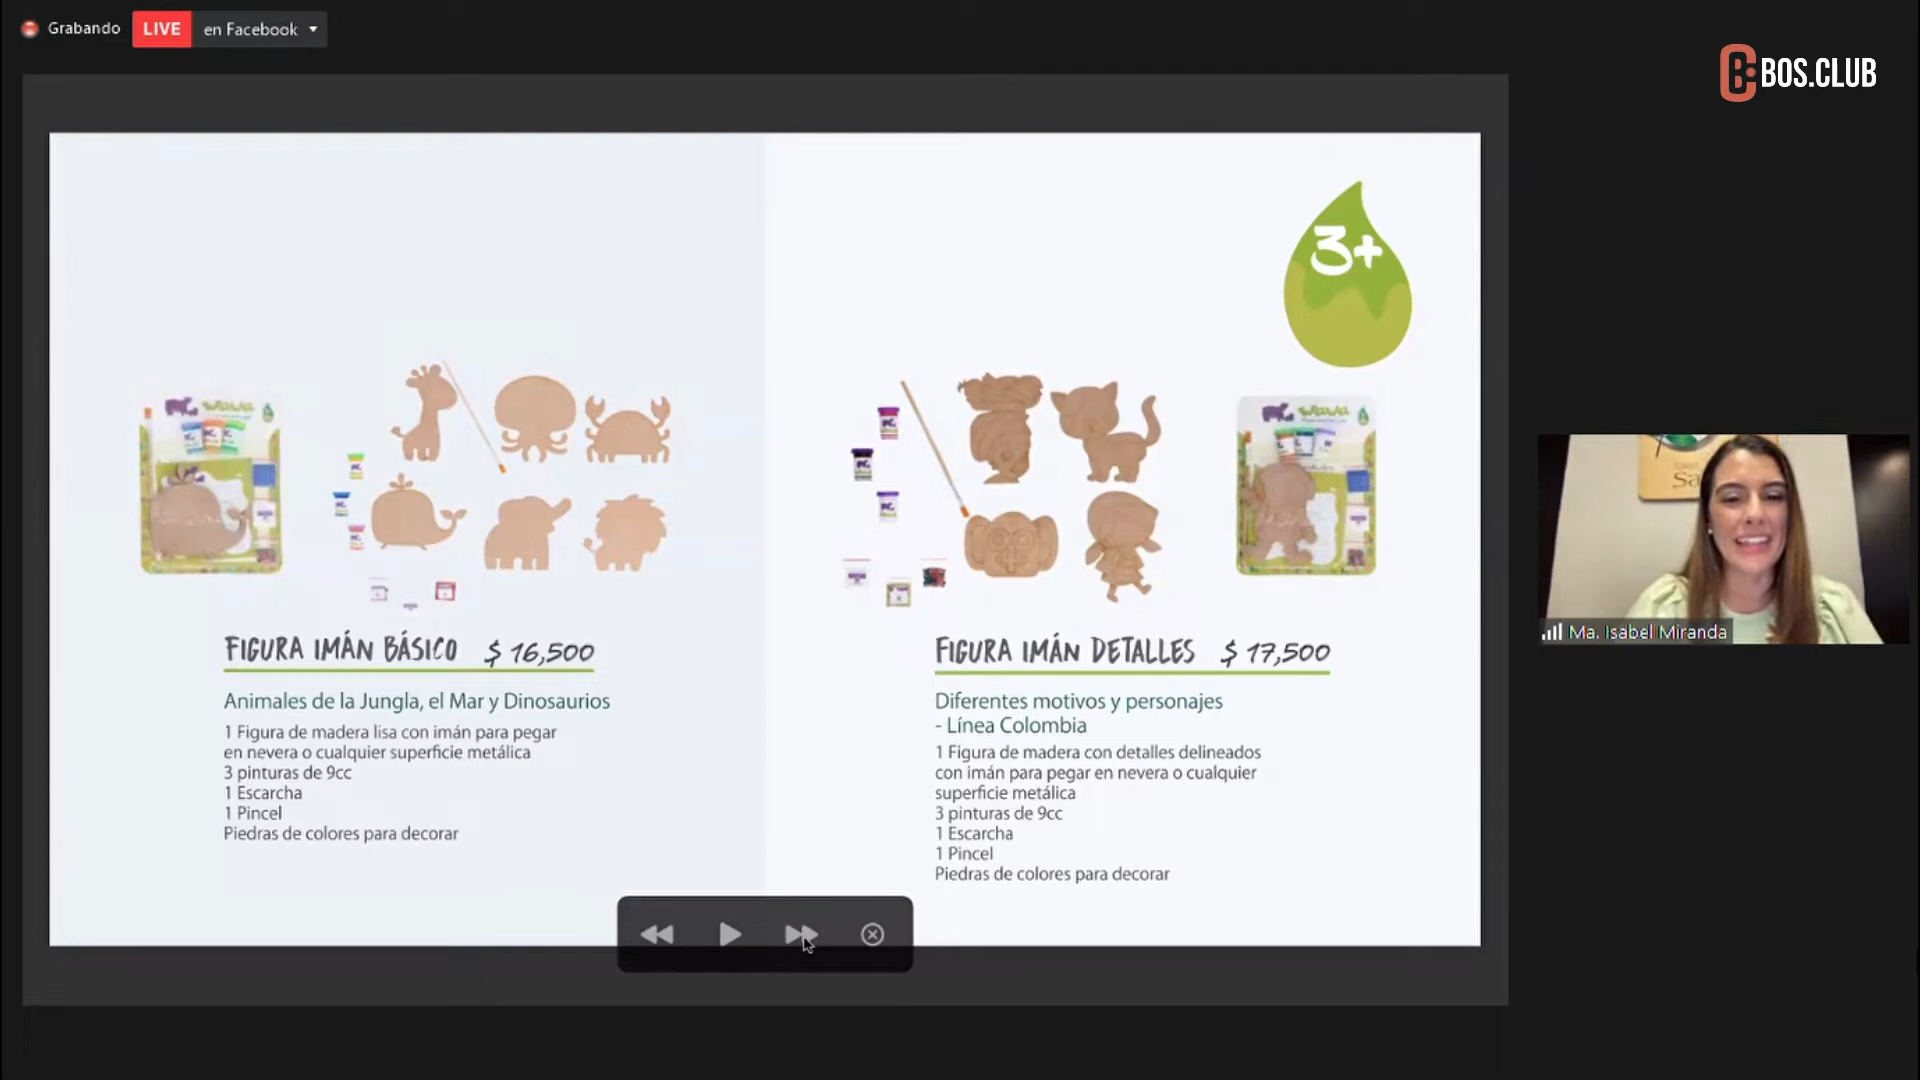 Grabando
LIVE
en Facebook
BOS.CLUB
3+
wawa
wawa
FIGURA IMÁN BÁSICO $ 16,500
Animales de la Jungla, el Mar y Dinosaurios
1 Figura de madera lisa con imán para pegar
en nevera o cualquier superficie metálica
3 pinturas de 9cc
1 Escarcha
1 Pincel
Piedras de colores para decorar
FIGURA IMÁN DETALLES $ 17,500
Diferentes motivos y personajes
- Línea Colombia
1 Figura de madera con detalles delineados
con imán para pegar en nevera o cualquier
superficie metálica
3 pinturas de 9cc
1 Escarcha
1 Pincel
Piedras de colores para decorar
Ma. Isabel Miranda